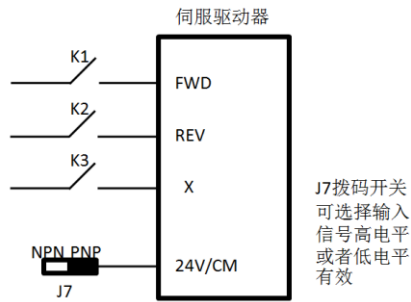 伺服驱动器
K1
FWD
K2
REV
K3
X
J7拨码开关
可选择输入
信号高电平
或者低电平
有效
NPN PNP
24V/CM
J7